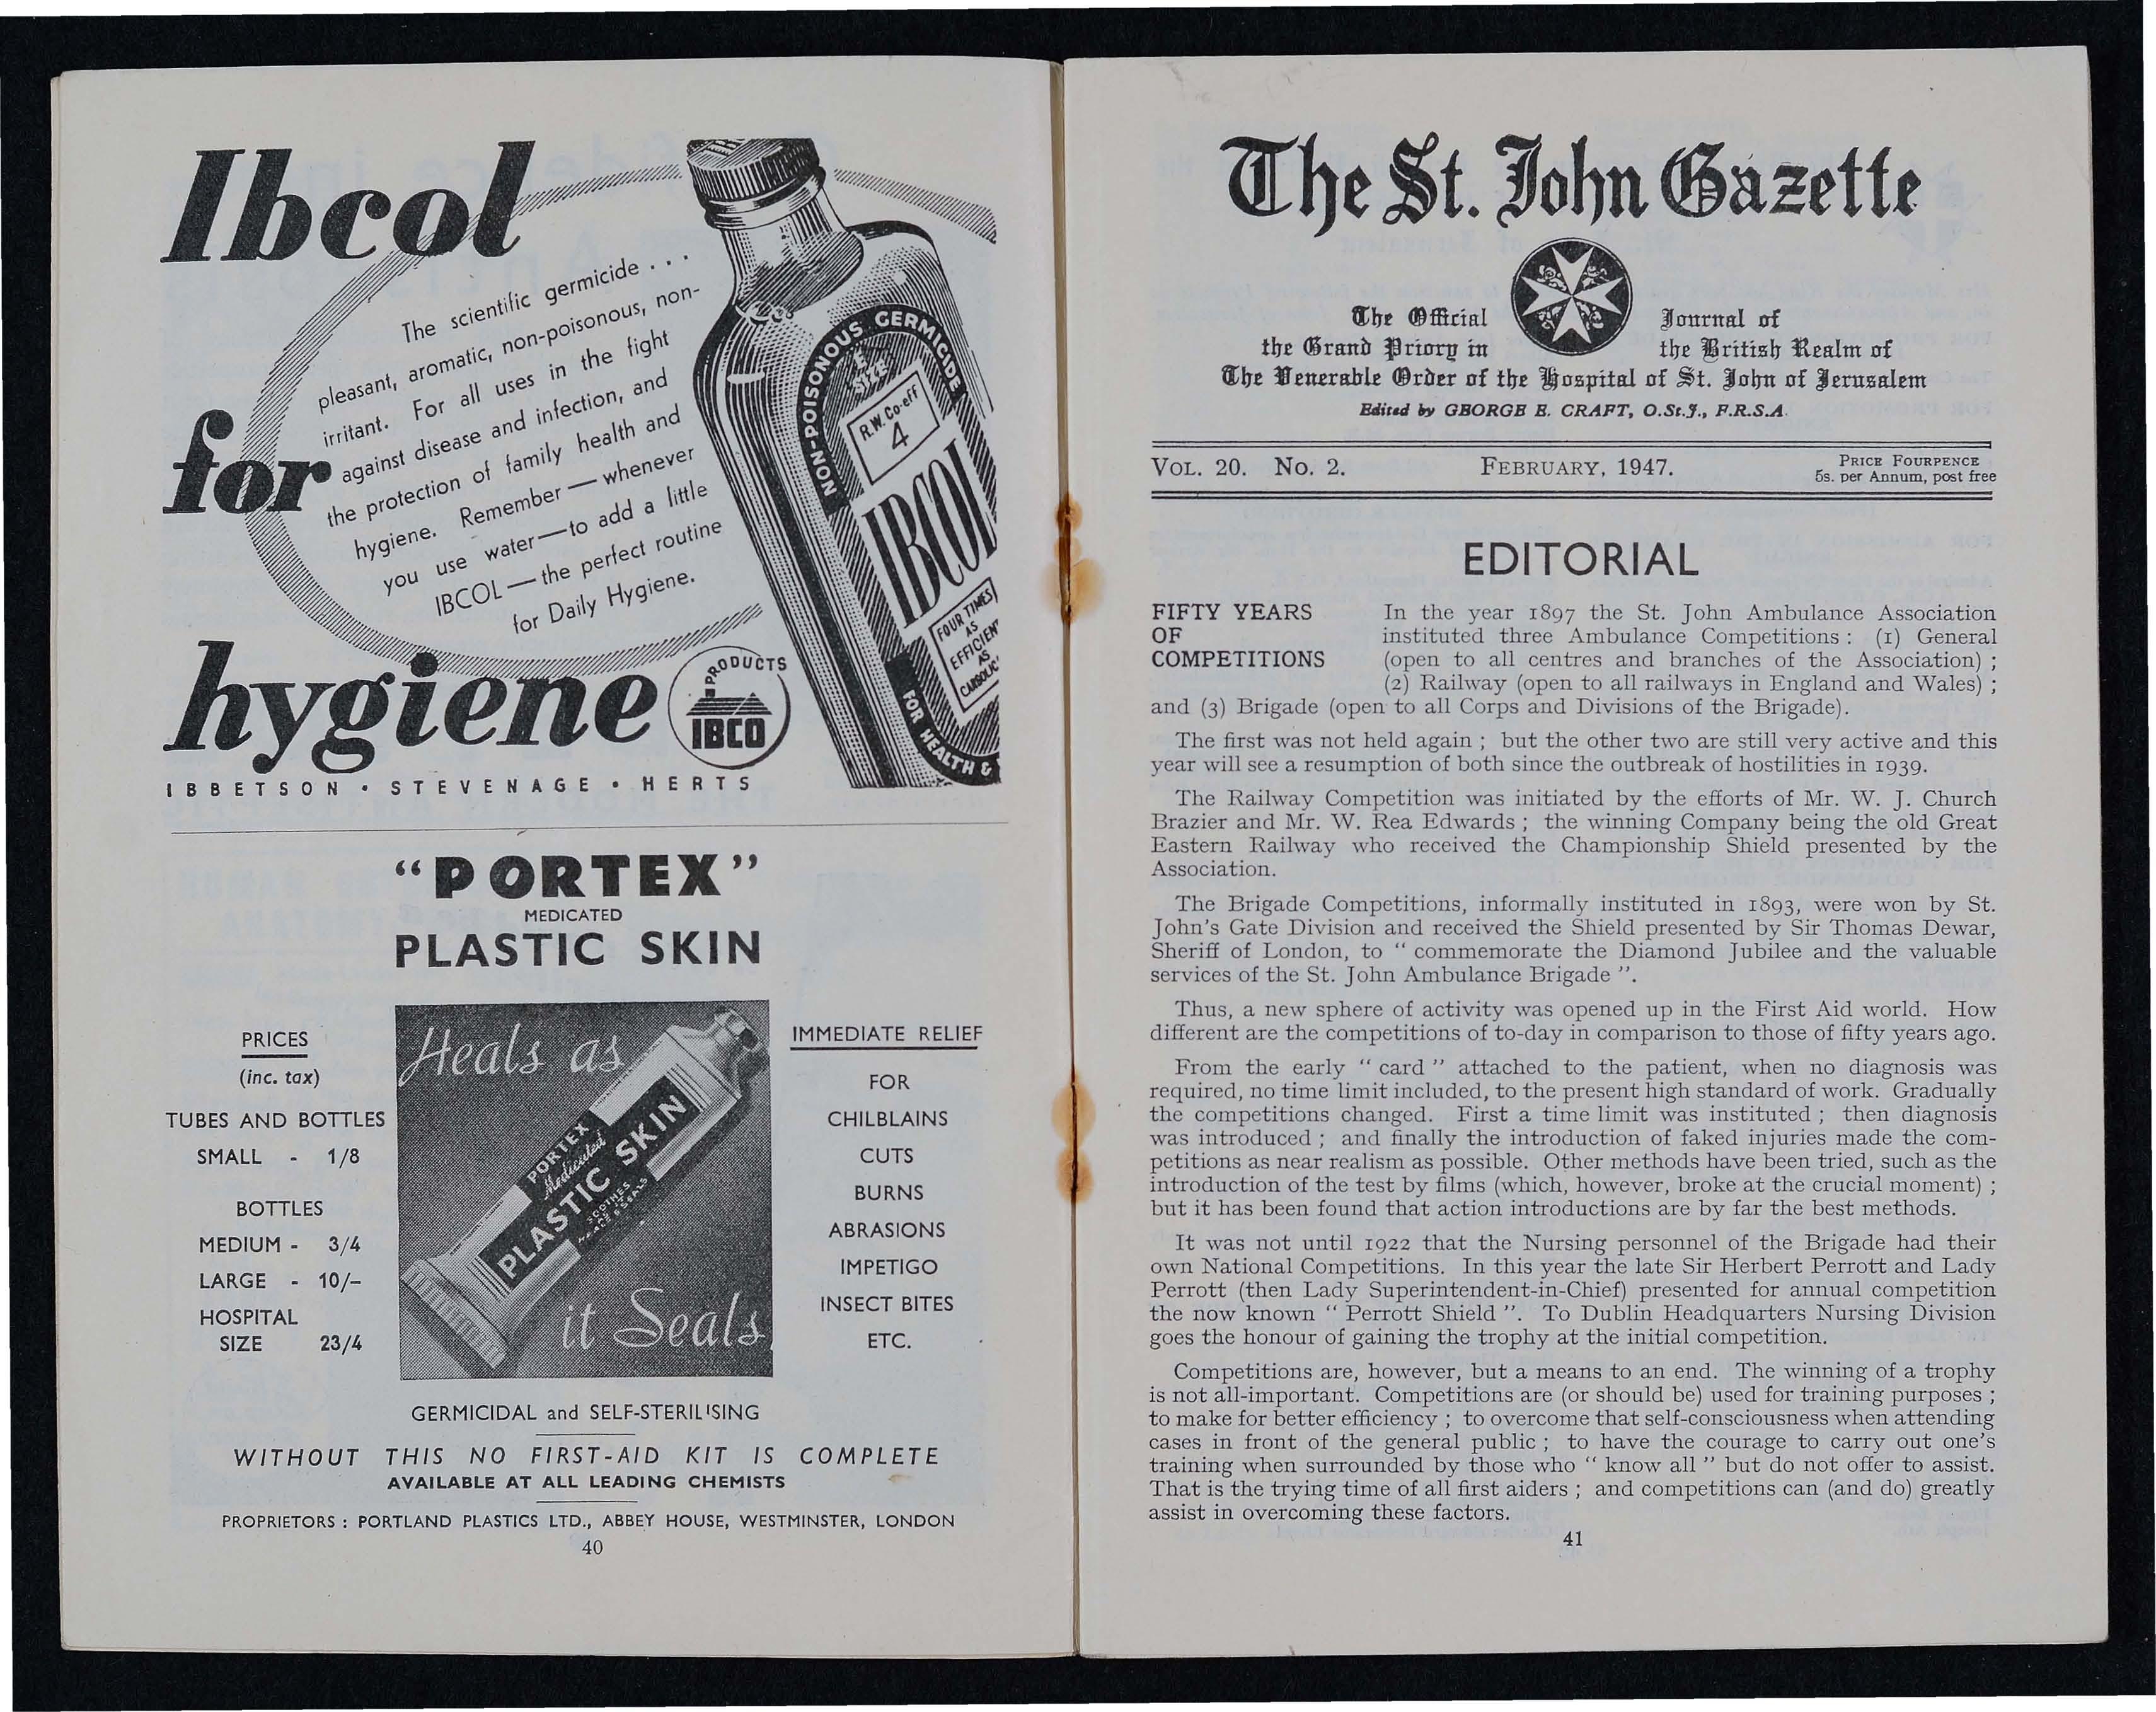 Ibcol
for
hygiene
The scientific germicide . . .
pleasant, aromatic, non-poisonous, non-
irritant. For all uses in the fight
against disease and infection, and
the protection of family health and
hygiene. Remember — whenever
you use water—to add a little
IBCOL — the perfect routine
for Daily Hygiene.
NON-POISONOUS GERMICIDE
SIZE
R.W. Co-eff
4
IBCOL
FOUR TIMES
AS
EFFICIENT
AS
CARBOLIC
FOR HEALTH &
PRODUCTS
IBCO
IBBETSON • STEVENAGE • HERTS
“PORTEX”
MEDICATED
PLASTIC SKIN
PRICES
(inc. tax)
TUBES AND BOTTLES
SMALL - 1/8
BOTTLES
MEDIUM - 3/4
LARGE - 10/-
HOSPITAL
SIZE 23/4
Heals as
PORTEX
Medicated
PLASTIC SKIN
SOOTHES
HEALS & SEALS
it Seals
IMMEDIATE RELIEF
FOR
CHILBLAINS
CUTS
BURNS
ABRASIONS
IMPETIGO
INSECT BITES
ETC.
GERMICIDAL and SELF-STERILISING
WITHOUT THIS NO FIRST-AID KIT IS COMPLETE
AVAILABLE AT ALL LEADING CHEMISTS
PROPRIETORS : PORTLAND PLASTICS LTD., ABBEY HOUSE, WESTMINSTER, LONDON
40
The St. John Gazette
The Official Journal of
the Grand Priory in the British Realm of
The Venerable Order of the Hospital of St. John of Jerusalem
Edited by GEORGE E. CRAFT, O.St.J., F.R.S.A.
VOL. 20. No. 2. FEBRUARY, 1947. PRICE FOURPENCE
5s. per Annum, post free
EDITORIAL
FIFTY YEARS
OF
COMPETITIONS
In the year 1897 the St. John Ambulance Association
instituted three Ambulance Competitions : (1) General
(open to all centres and branches of the Association) ;
(2) Railway (open to all railways in England and Wales) ;
and (3) Brigade (open to all Corps and Divisions of the Brigade).
The first was not held again ; but the other two are still very active and this
year will see a resumption of both since the outbreak of hostilities in 1939.
The Railway Competition was initiated by the efforts of Mr. W. J. Church
Brazier and Mr. W. Rea Edwards ; the winning Company being the old Great
Eastern Railway who received the Championship Shield presented by the
Association.
The Brigade Competitions, informally instituted in 1893, were won by St.
John's Gate Division and received the Shield presented by Sir Thomas Dewar,
Sheriff of London, to “ commemorate the Diamond Jubilee and the valuable
services of the St. John Ambulance Brigade ”.
Thus, a new sphere of activity was opened up in the First Aid world. How
different are the competitions of to-day in comparison to those of fifty years ago.
From the early “ card ” attached to the patient, when no diagnosis was
required, no time limit included, to the present high standard of work. Gradually
the competitions changed. First a time limit was instituted ; then diagnosis
was introduced ; and finally the introduction of faked injuries made the com-
petitions as near realism as possible. Other methods have been tried, such as the
introduction of the test by films (which, however, broke at the crucial moment) ;
but it has been found that action introductions are by far the best methods.
It was not until 1922 that the Nursing personnel of the Brigade had their
own National Competitions. In this year the late Sir Herbert Perrott and Lady
Perrott (then Lady Superintendent-in-Chief) presented for annual competition
the now known “ Perrott Shield ”. To Dublin Headquarters Nursing Division
goes the honour of gaining the trophy at the initial competition.
Competitions are, however, but a means to an end. The winning of a trophy
is not all-important. Competitions are (or should be) used for training purposes ;
to make for better efficiency ; to overcome that self-consciousness when attending
cases in front of the general public ; to have the courage to carry out one's
training when surrounded by those who “ know all ” but do not offer to assist.
That is the trying time of all first aiders ; and competitions can (and do) greatly
assist in overcoming these factors.
41